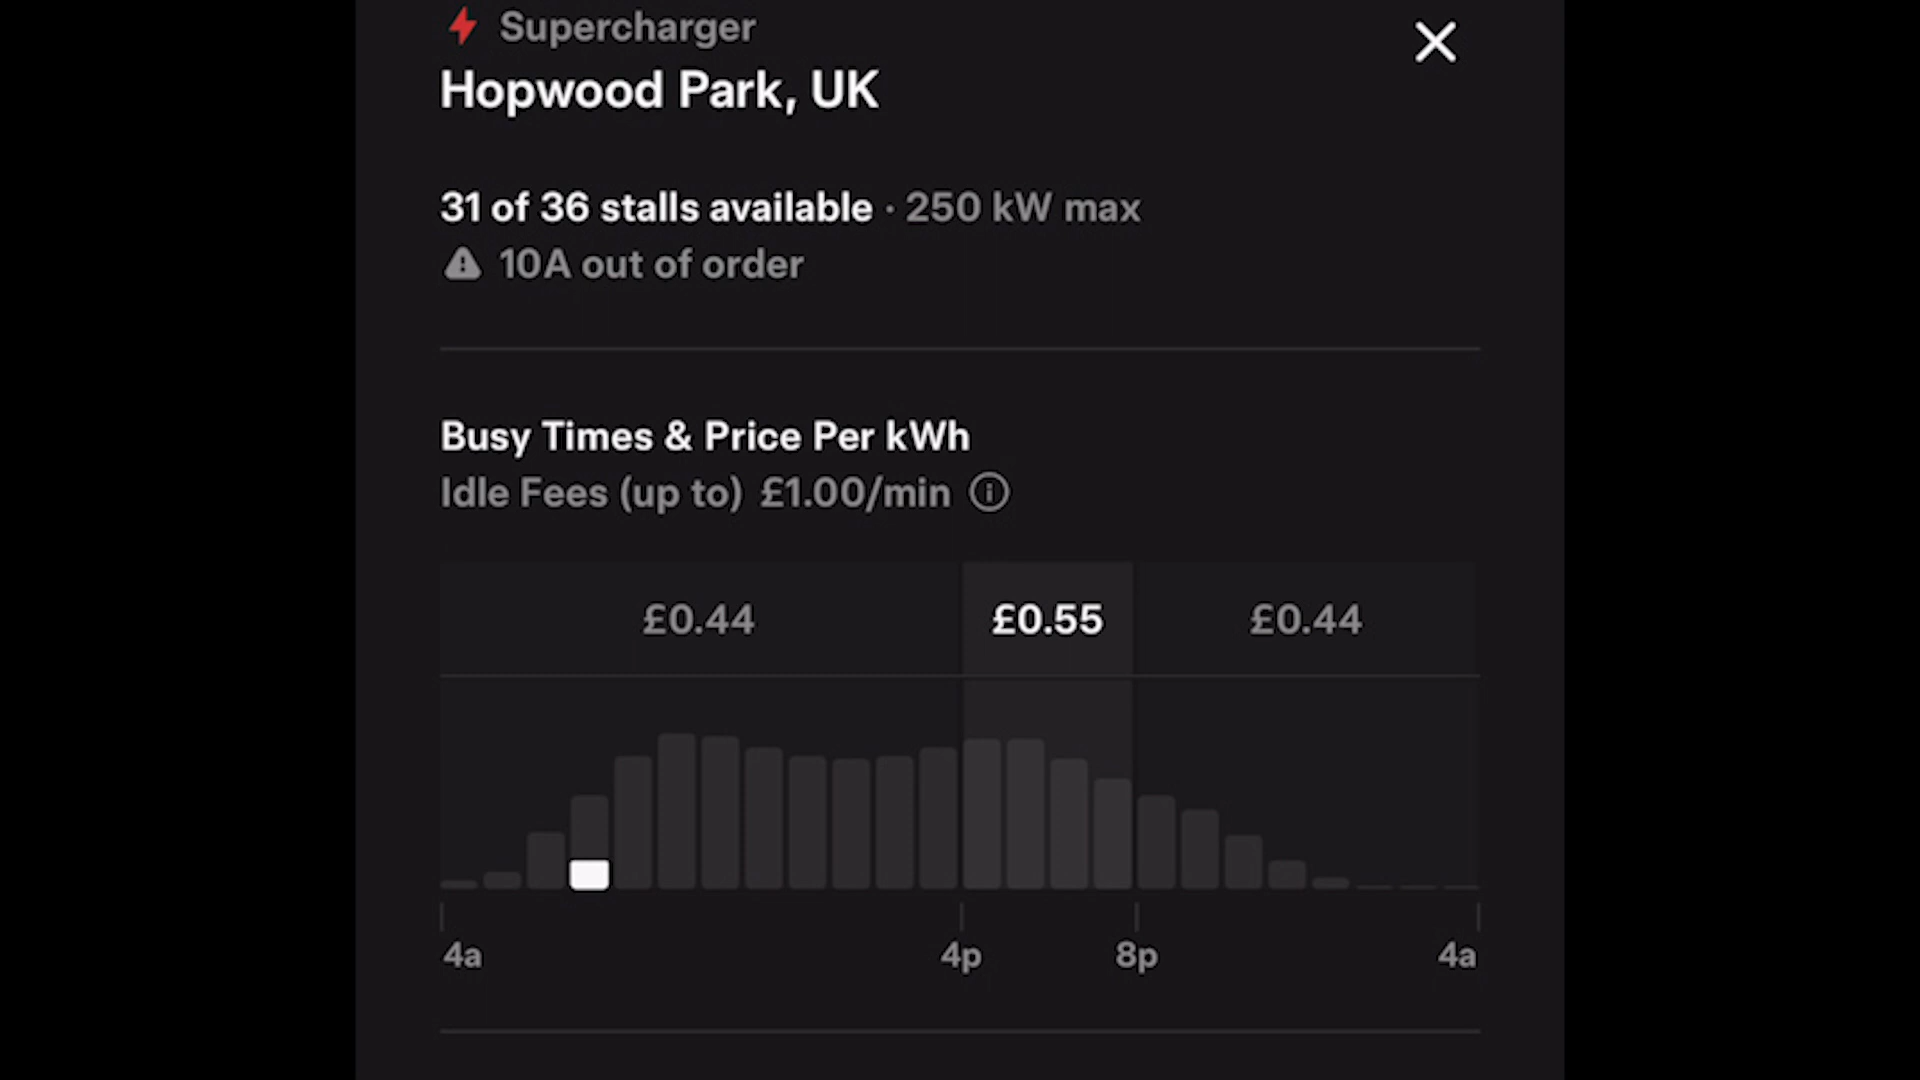 Supercharger
Hopwood Park, UK
31 of 36 stalls available · 250 kW max
10A out of order
Busy Times & Price Per kWh
Idle Fees (up to) £1.00/min
£0.44 £0.55 £0.44
4a 4p 8p 4a